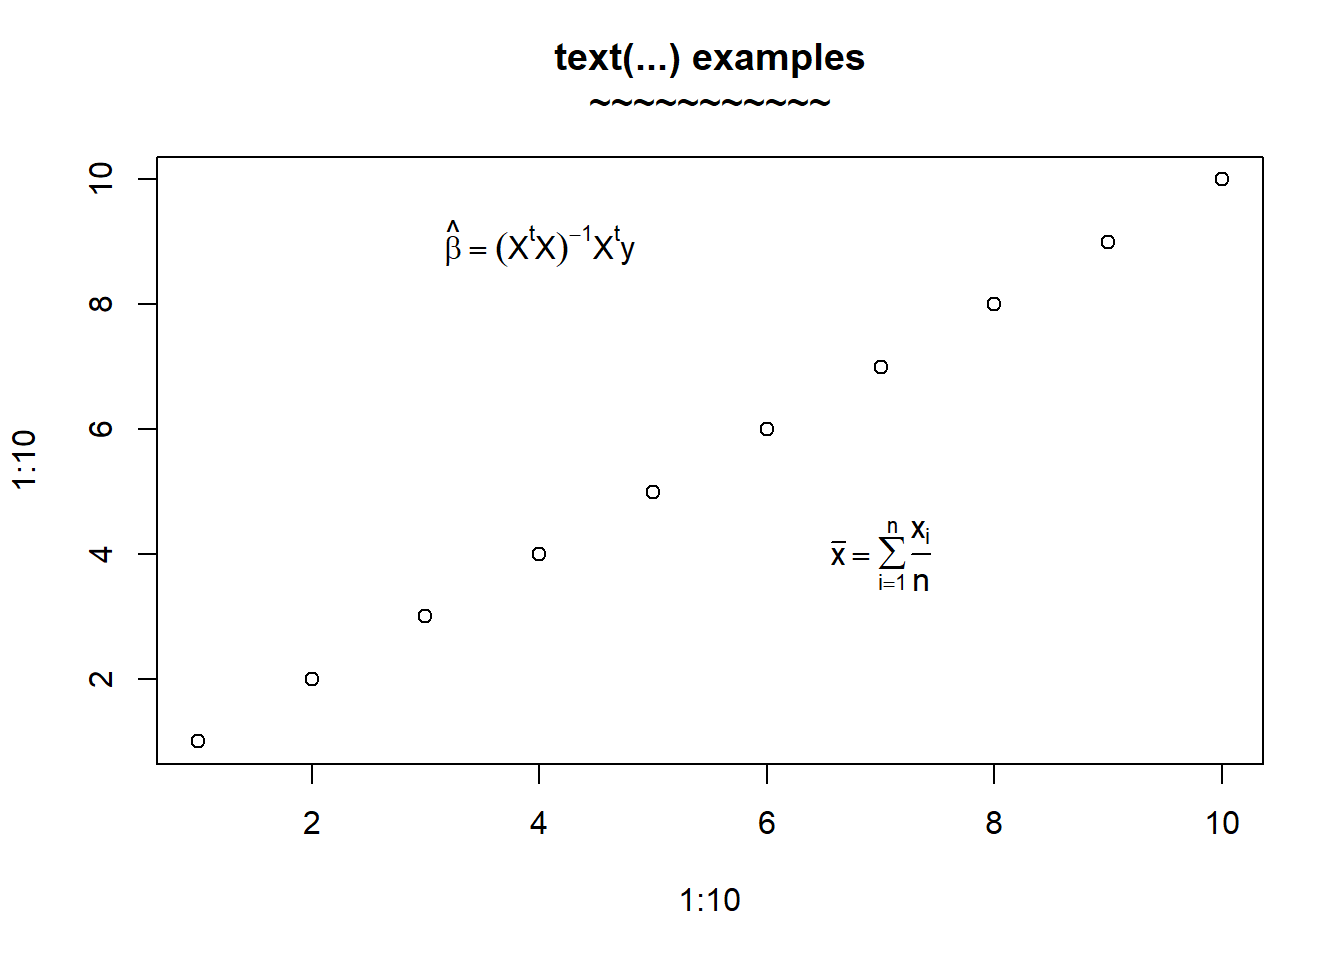 text(...) examples
~~~~~~~~~~~
10
8
6
4
2
1:10
β̂ = (XᵗX)⁻¹Xᵗy
x̄ = ∑ᵢ₌₁ⁿ xᵢ/n
2 4 6 8 10
1:10